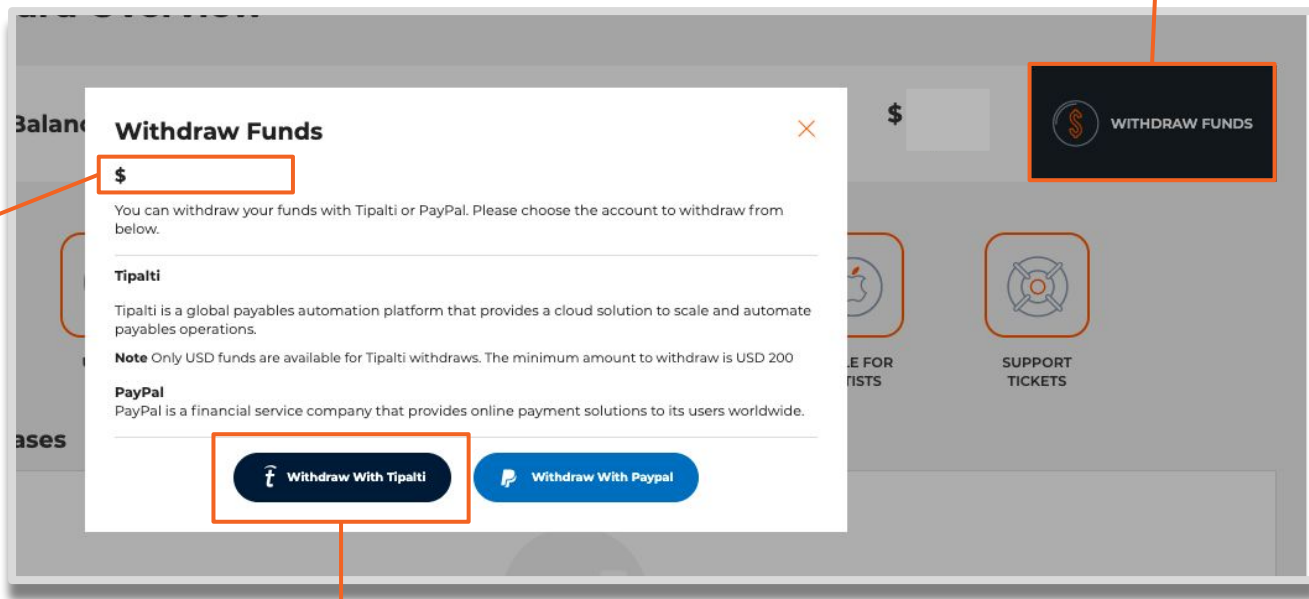 Balanc
$
WITHDRAW FUNDS
Withdraw Funds
$
You can withdraw your funds with Tipalti or PayPal. Please choose the account to withdraw from
below.
Tipalti
Tipalti is a global payables automation platform that provides a cloud solution to scale and automate
payables operations.
Note Only USD funds are available for Tipalti withdraws. The minimum amount to withdraw is USD 200
PayPal
PayPal is a financial service company that provides online payment solutions to its users worldwide.
Withdraw With Tipalti
Withdraw With Paypal
LE FOR
TISTS
SUPPORT
TICKETS
ases